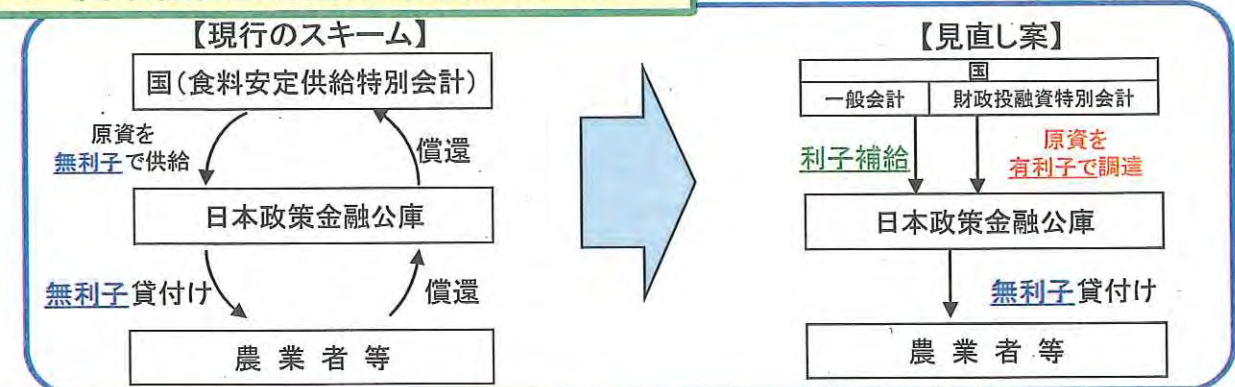 【現行のスキーム】
国(食料安定供給特別会計)
原資を
無利子で供給
償還
日本政策金融公庫
無利子貸付け
償還
農業者等
【見直し案】
国
一般会計
財政投融資特別会計
利子補給
原資を
有利子で調達
日本政策金融公庫
無利子貸付け
農業者等